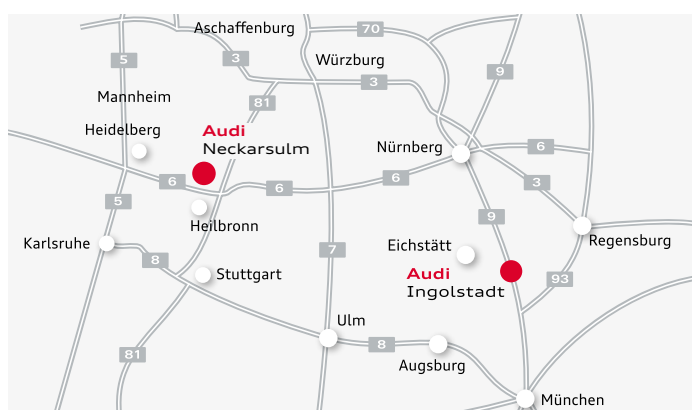 Aschaffenburg
70
5
3
Würzburg
9
3
Mannheim
81
Audi
Neckarsulm
Heidelberg
Nürnberg
6
6
6
6
3
5
9
Heilbronn
Karlsruhe
Eichstätt
Regensburg
7
8
Stuttgart
Audi
Ingolstadt
93
Ulm
8
81
Augsburg
München